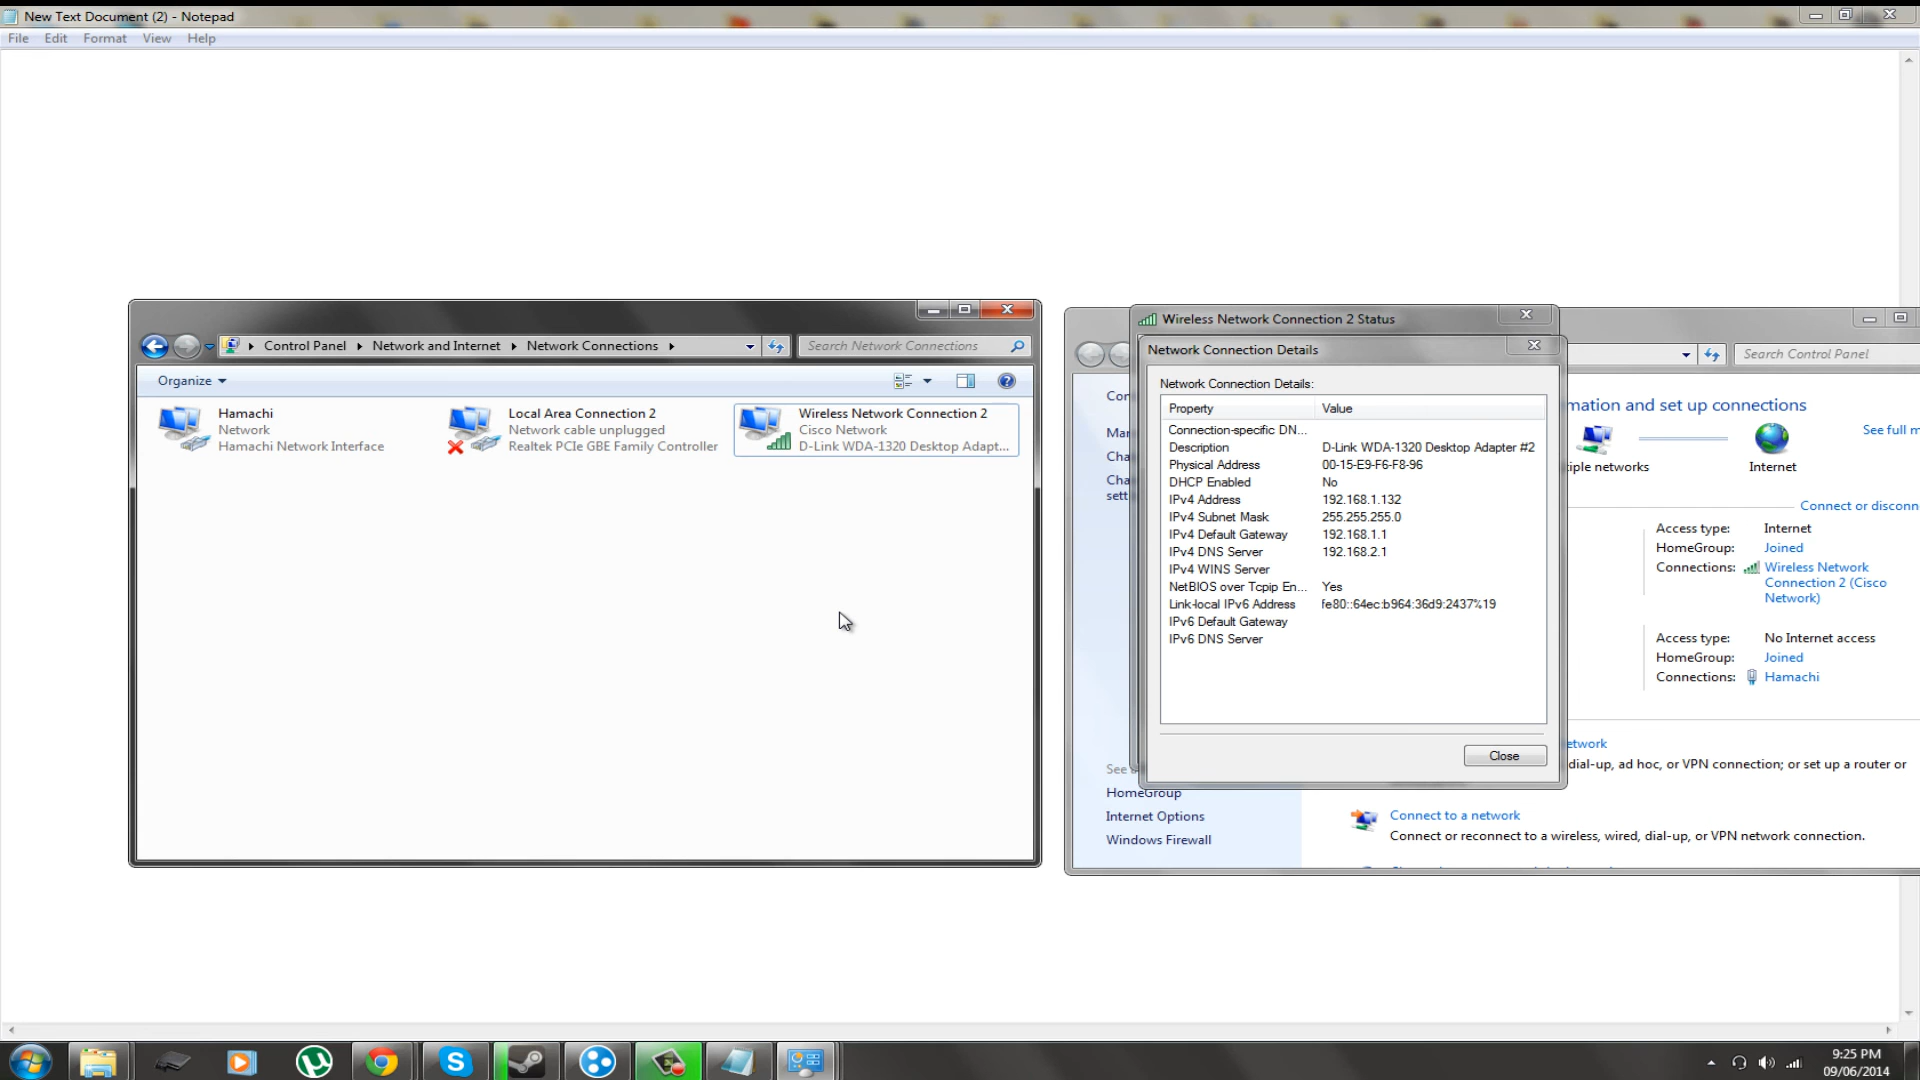 New Text Document (2) - Notepad
File Edit Format View Help
Control Panel Network and Internet Network Connections
Search Network Connections
Organize
Hamachi
Network
Hamachi Network Interface
Local Area Connection 2
Network cable unplugged
Realtek PCIe GBE Family Controller
Wireless Network Connection 2
Cisco Network
D-Link WDA-1320 Desktop Adapt...
Wireless Network Connection 2 Status
Network Connection Details
Network Connection Details:
Property Value
Connection-specific DN...
Description D-Link WDA-1320 Desktop Adapter #2
Physical Address 00-15-E9-F6-F8-96
DHCP Enabled No
IPv4 Address 192.168.1.132
IPv4 Subnet Mask 255.255.255.0
IPv4 Default Gateway 192.168.1.1
IPv4 DNS Server 192.168.2.1
IPv4 WINS Server
NetBIOS over Tcpip En... Yes
Link-local IPv6 Address fe80::64ec:b964:36d9:2437%19
IPv6 Default Gateway
IPv6 DNS Server
Close
Search Control Panel
Con
Mar
Cha
Cha
sett
See
HomeGroup
Internet Options
Windows Firewall
mation and set up connections
See full m
iple networks
Internet
Connect or disconn
Access type: Internet
HomeGroup: Joined
Connections: Wireless Network
Connection 2 (Cisco
Network)
Access type: No Internet access
HomeGroup: Joined
Connections: Hamachi
etwork
dial-up, ad hoc, or VPN connection; or set up a router or
Connect to a network
Connect or reconnect to a wireless, wired, dial-up, or VPN network connection.
9:25 PM
09/06/2014